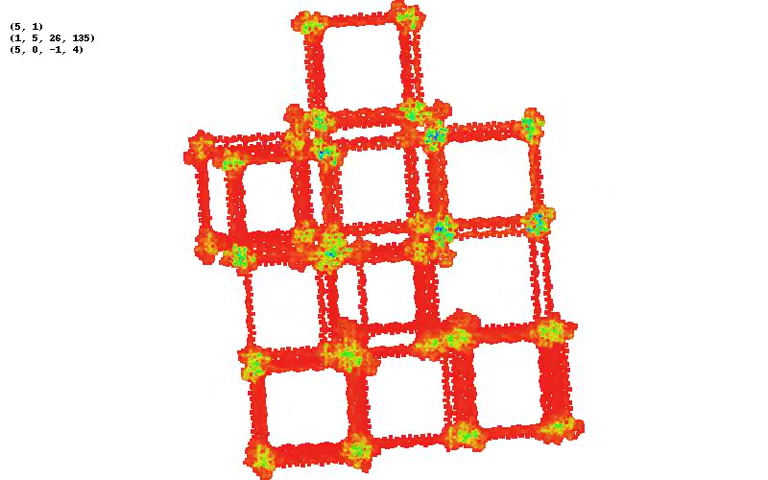 (5, 1)
(1, 5, 26, 135)
(5, 0, -1, 4)